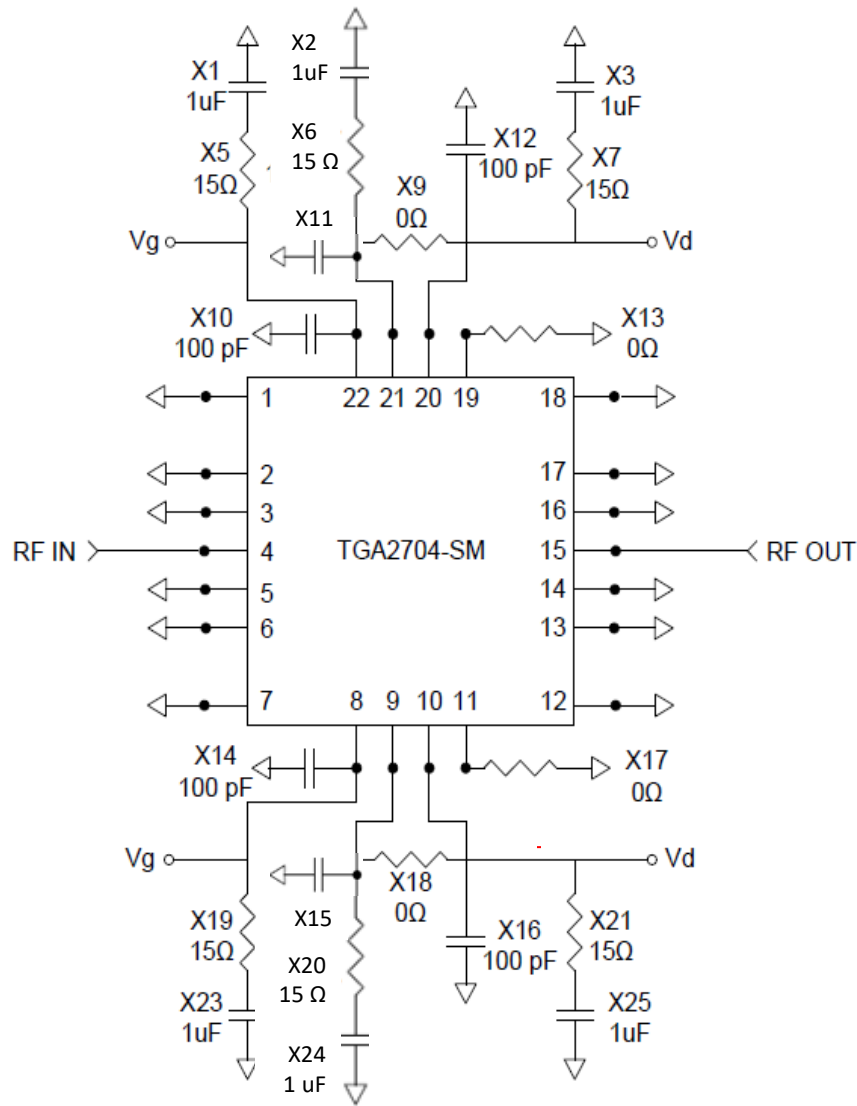 X1
1uF
X2
1uF
X3
1uF
X5
15Ω
X6
15 Ω
X12
100 pF
X7
15Ω
X9
0Ω
X11
Vg
Vd
X10
100 pF
X13
0Ω
22 21 20 19
1
18
2
17
3
16
RF IN
4
TGA2704-SM
15
RF OUT
5
14
6
13
7
12
8 9 10 11
X14
100 pF
X17
0Ω
Vg
Vd
X18
0Ω
X15
X19
15Ω
X20
15 Ω
X16
100 pF
X21
15Ω
X23
1uF
X24
1 uF
X25
1uF